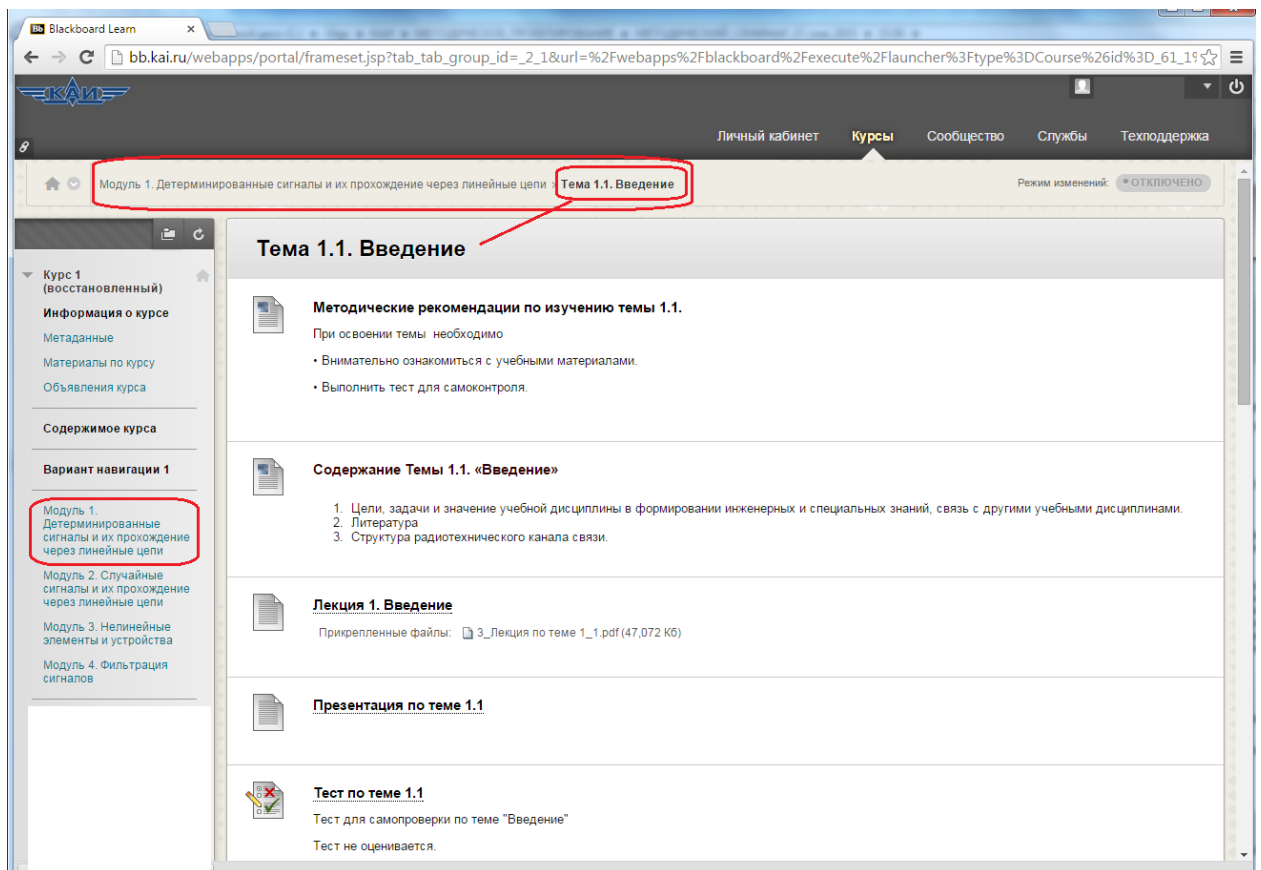 Blackboard Learn
bb.kai.ru/webapps/portal/frameset.jsp?tab_tab_group_id=_2_1&url=%2Fwebapps%2Fblackboard%2Fexecute%2Flauncher%3Ftype%3DCourse%26id%3D_61_1
КАИ
Личный кабинет Курсы Сообщество Службы Техподдержка
Модуль 1. Детерминированные сигналы и их прохождение через линейные цепи › Тема 1.1. Введение
Режим изменений: ОТКЛЮЧЕНО
Курс 1
(восстановленный)
Информация о курсе
Метаданные
Материалы по курсу
Объявления курса
Содержимое курса
Вариант навигации 1
Модуль 1.
Детерминированные
сигналы и их прохождение
через линейные цепи
Модуль 2. Случайные
сигналы и их прохождение
через линейные цепи
Модуль 3. Нелинейные
элементы и устройства
Модуль 4. Фильтрация
сигналов
Тема 1.1. Введение
Методические рекомендации по изучению темы 1.1.
При освоении темы необходимо
• Внимательно ознакомиться с учебными материалами.
• Выполнить тест для самоконтроля.
Содержание Темы 1.1. «Введение»
1. Цели, задачи и значение учебной дисциплины в формировании инженерных и специальных знаний, связь с другими учебными дисциплинами.
2. Литература
3. Структура радиотехнического канала связи.
Лекция 1. Введение
Прикрепленные файлы: 3_Лекция по теме 1_1.pdf (47,072 Кб)
Презентация по теме 1.1
Тест по теме 1.1
Тест для самопроверки по теме "Введение"
Тест не оценивается.